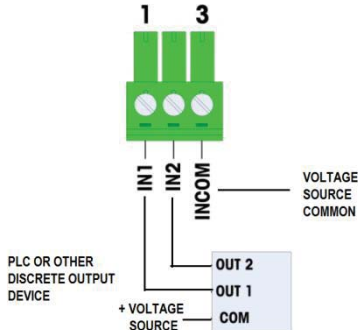 1 3
IN1
IN2
INCOM
VOLTAGE
SOURCE
COMMON
PLC OR OTHER
DISCRETE OUTPUT
DEVICE
OUT 2
OUT 1
+ VOLTAGE
SOURCE
COM